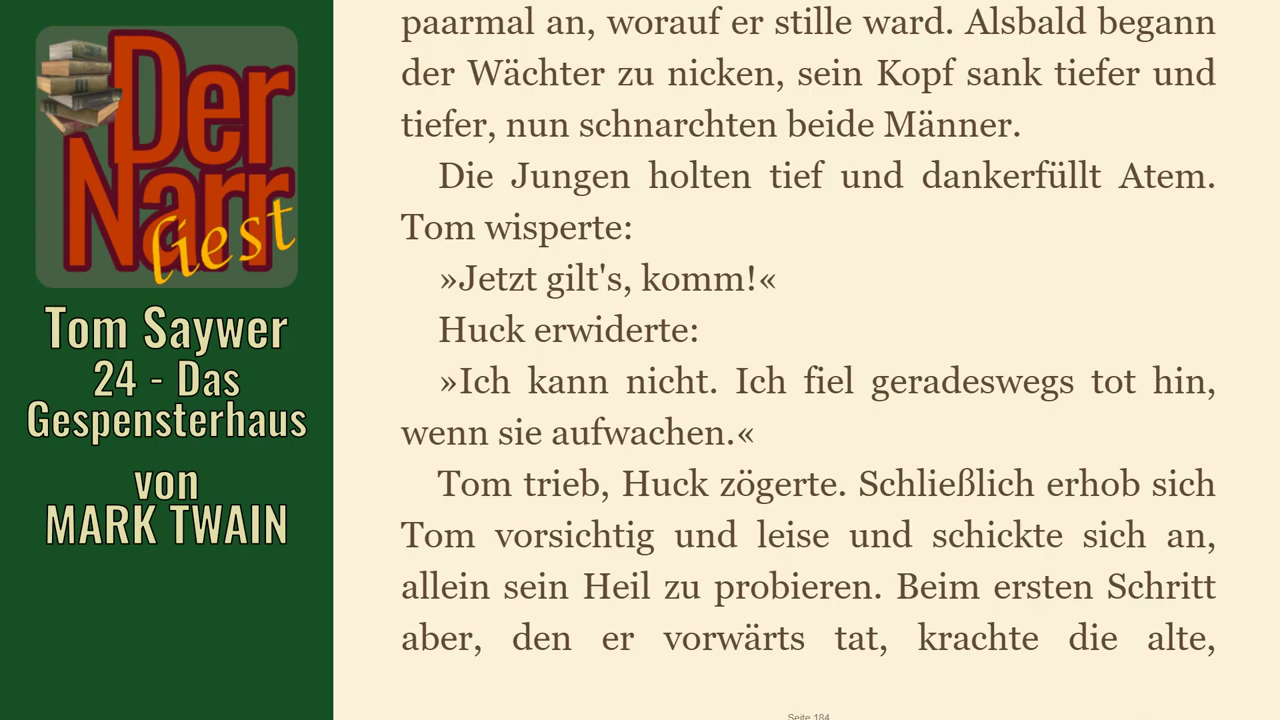 Der
Narr
liest
Tom Saywer
24 - Das
Gespensterhaus
von
MARK TWAIN
paarmal an, worauf er stille ward. Alsbald begann
der Wächter zu nicken, sein Kopf sank tiefer und
tiefer, nun schnarchten beide Männer.
Die Jungen holten tief und dankerfüllt Atem.
Tom wisperte:
»Jetzt gilt's, komm!«
Huck erwiderte:
»Ich kann nicht. Ich fiel geradeswegs tot hin,
wenn sie aufwachen.«
Tom trieb, Huck zögerte. Schließlich erhob sich
Tom vorsichtig und leise und schickte sich an,
allein sein Heil zu probieren. Beim ersten Schritt
aber, den er vorwärts tat, krachte die alte,
Seite 184